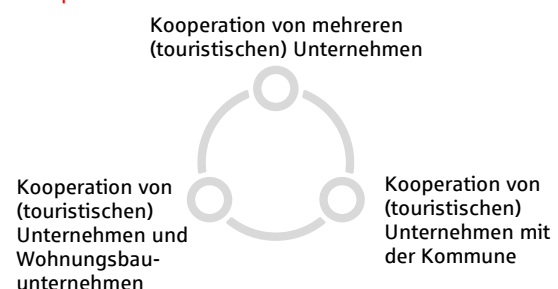 Kooperation von mehreren
(touristischen) Unternehmen
Kooperation von
(touristischen)
Unternehmen und
Wohnungsbau-
unternehmen
Kooperation von
(touristischen)
Unternehmen mit
der Kommune